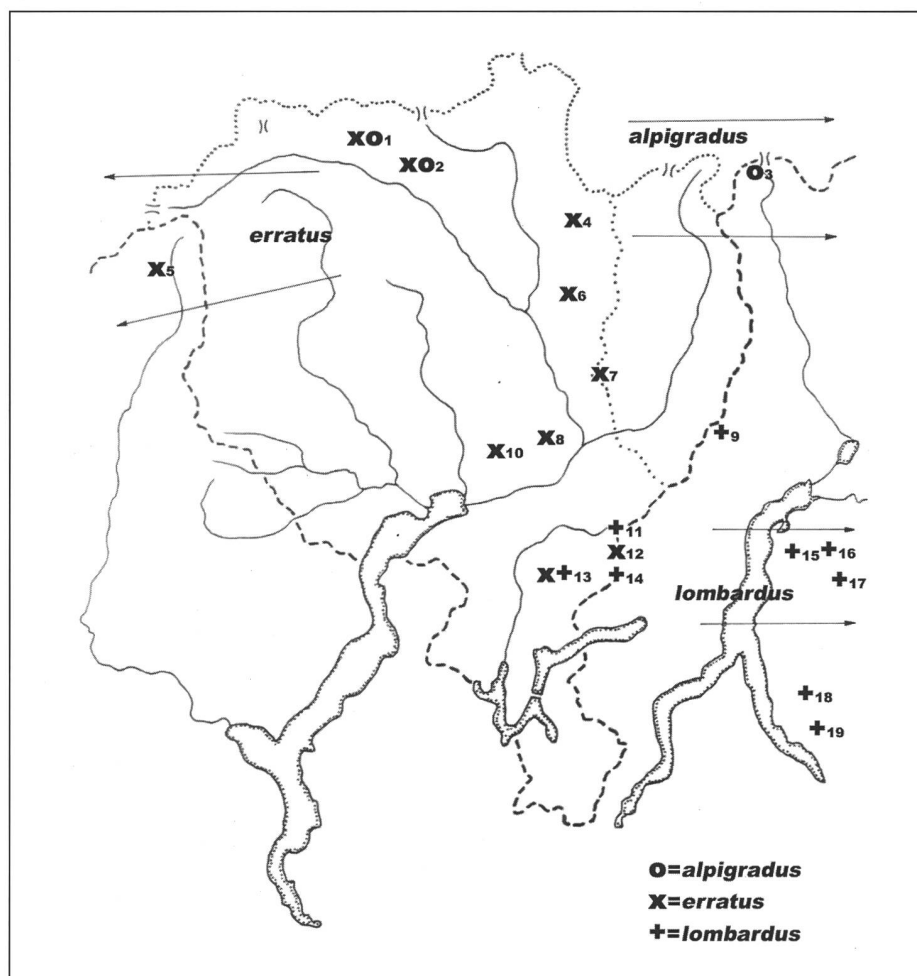 XO1
XO2
alpigradus
O3
X4
erratus
X5
X6
X7
+9
X10
X8
+11
X12
+15 +16
X+13
+14
+17
lombardus
+18
+19
O=alpigradus
X=erratus
+=lombardus